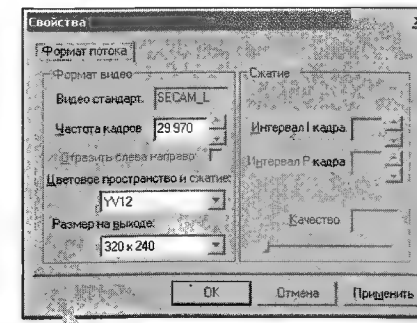 Свойства
Формат потока
Формат видео
Видео стандарт: SECAM_L
Частота кадров 29.970
Отразить слева направо
Цветовое пространство и сжатие:
YV12
Размер на выходе:
320 x 240
Сжатие
Интервал I кадра
Интервал P кадра
Качество
OK
Отмена
Применить